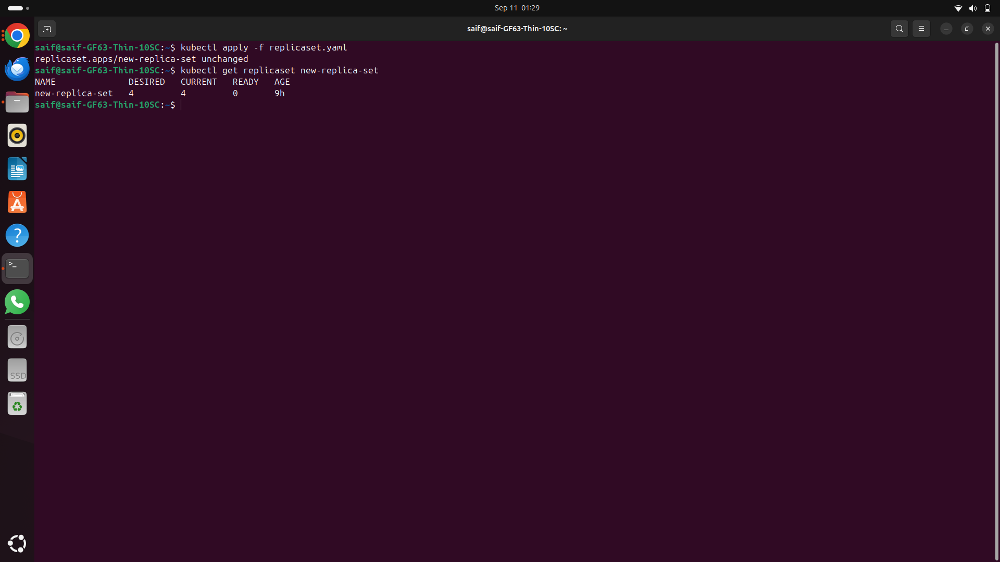 Sep 11 01:29
saif@saif-GF63-Thin-10SC: ~
saif@saif-GF63-Thin-10SC:~$ kubectl apply -f replicaset.yaml
replicaset.apps/new-replica-set unchanged
saif@saif-GF63-Thin-10SC:~$ kubectl get replicaset new-replica-set
NAME DESIRED CURRENT READY AGE
new-replica-set 4 4 0 9h
saif@saif-GF63-Thin-10SC:~$
>_
SSD